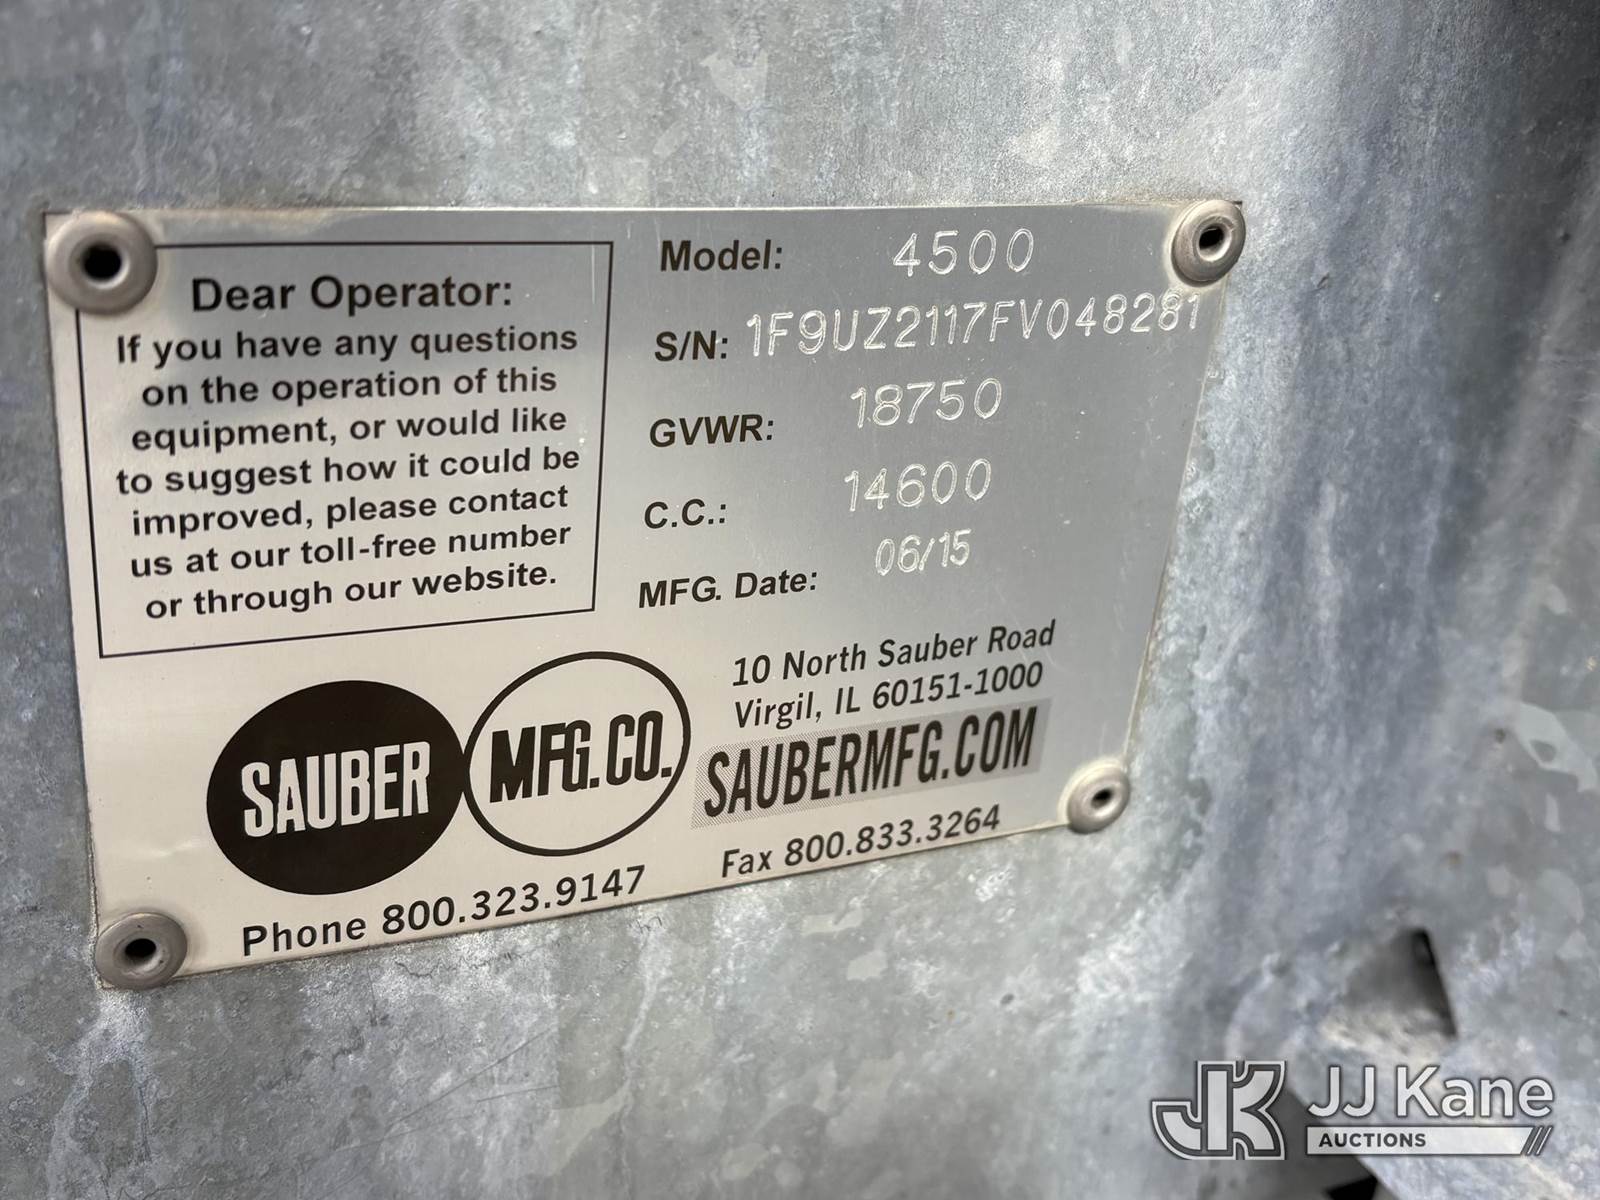 Dear Operator:
If you have any questions
on the operation of this
equipment, or would like
to suggest how it could be
improved, please contact
us at our toll-free number
or through our website.
Model: 4500
S/N: 1F9UZ2117FV048281
GVWR: 18750
C.C.: 14600
MFG. Date: 06/15
SAUBER MFG.CO.
10 North Sauber Road
Virgil, IL 60151-1000
SAUBERMFG.COM
Phone 800.323.9147
Fax 800.833.3264
JK JJ Kane
AUCTIONS